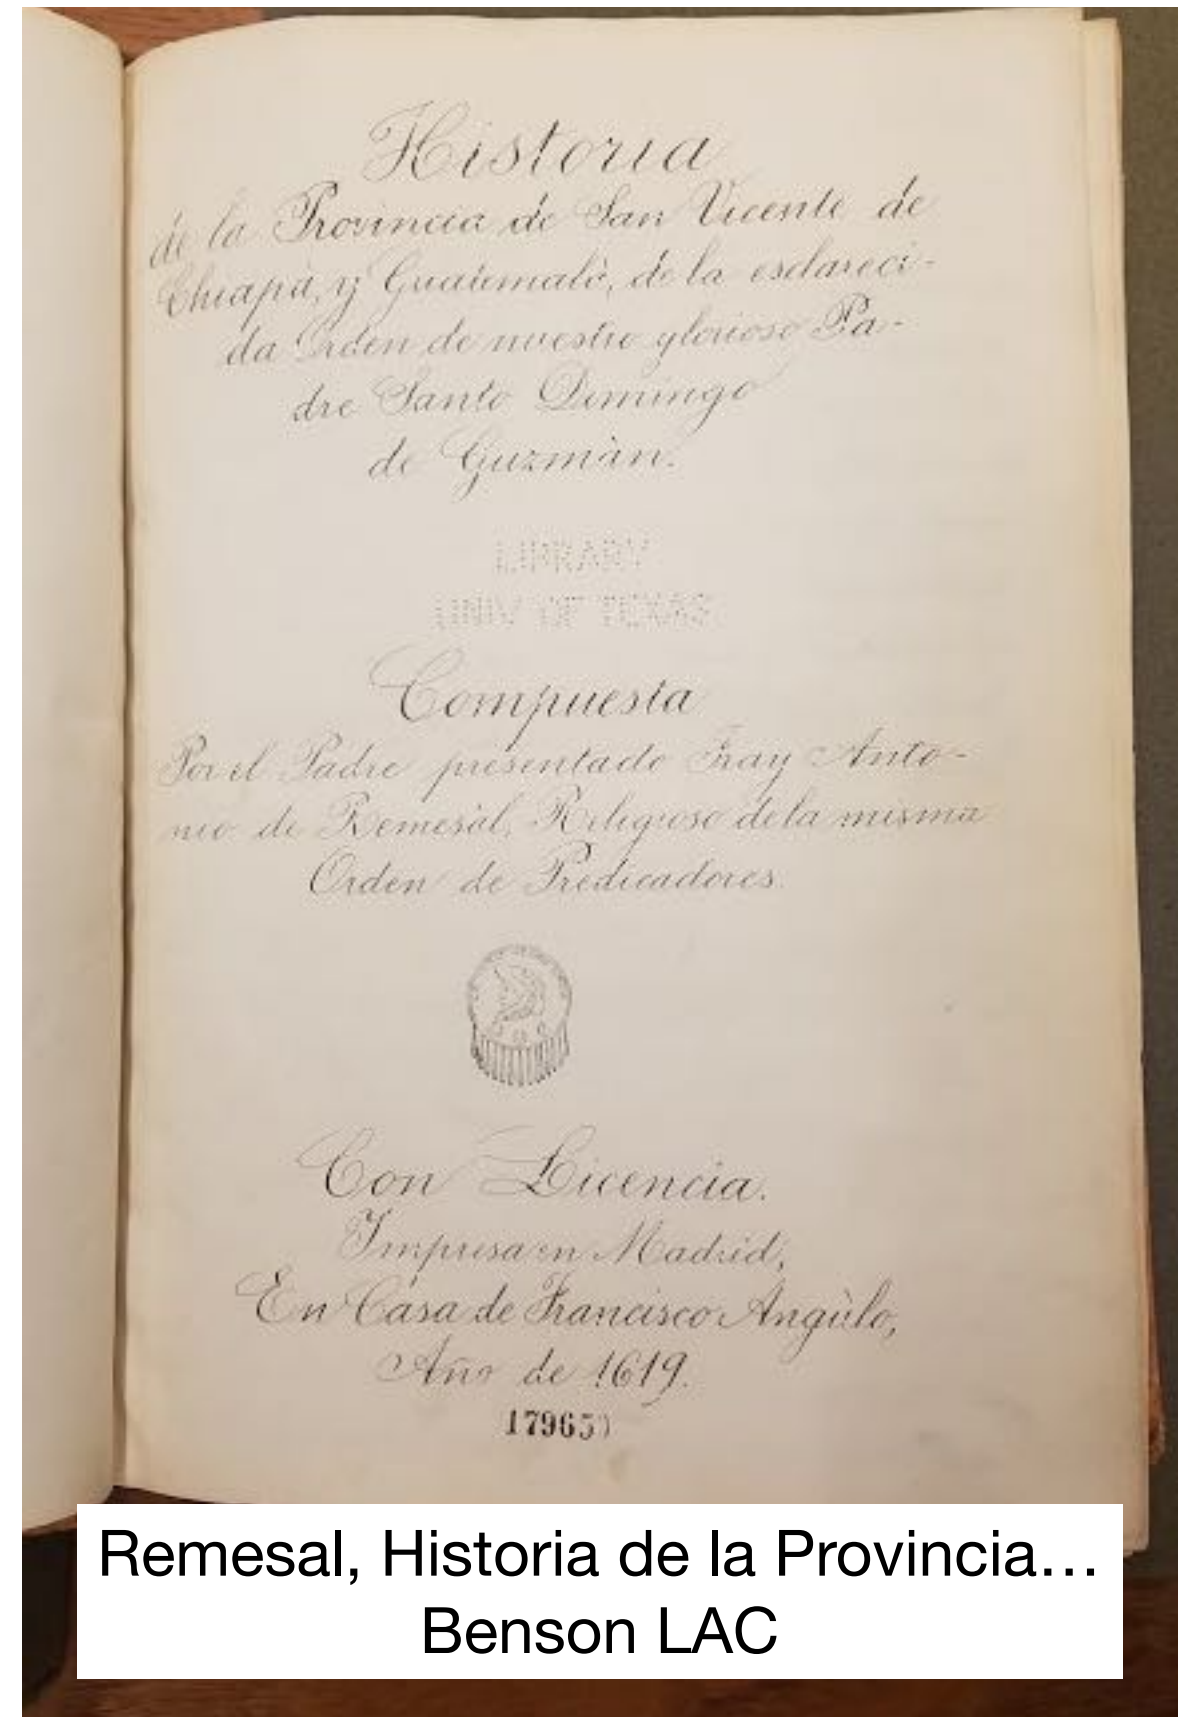 Historia
de la Provincia de San Vicente de
Chiapà, y Guatemalà, de la esclareci-
da Orden de nuestro glorioso Pa-
dre Santo Domingo
de Guzmàn.
LIBRARY
UNIV OF TEXAS
Compuesta
Por el Padre presentado Fray Anto-
nio de Remesal, Religioso de la misma
Orden de Predicadores.
Con Licencia.
Impresa en Madrid,
En Casa de Francisco Angùlo,
Año de 1619.
17965
Remesal, Historia de la Provincia…
Benson LAC